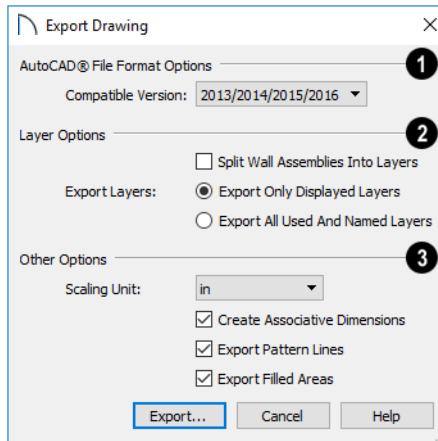 Export Drawing
AutoCAD® File Format Options 1
Compatible Version: 2013/2014/2015/2016
Layer Options 2
Split Wall Assemblies Into Layers
Export Layers: Export Only Displayed Layers
Export All Used And Named Layers
Other Options 3
Scaling Unit: in
Create Associative Dimensions
Export Pattern Lines
Export Filled Areas
Export... Cancel Help